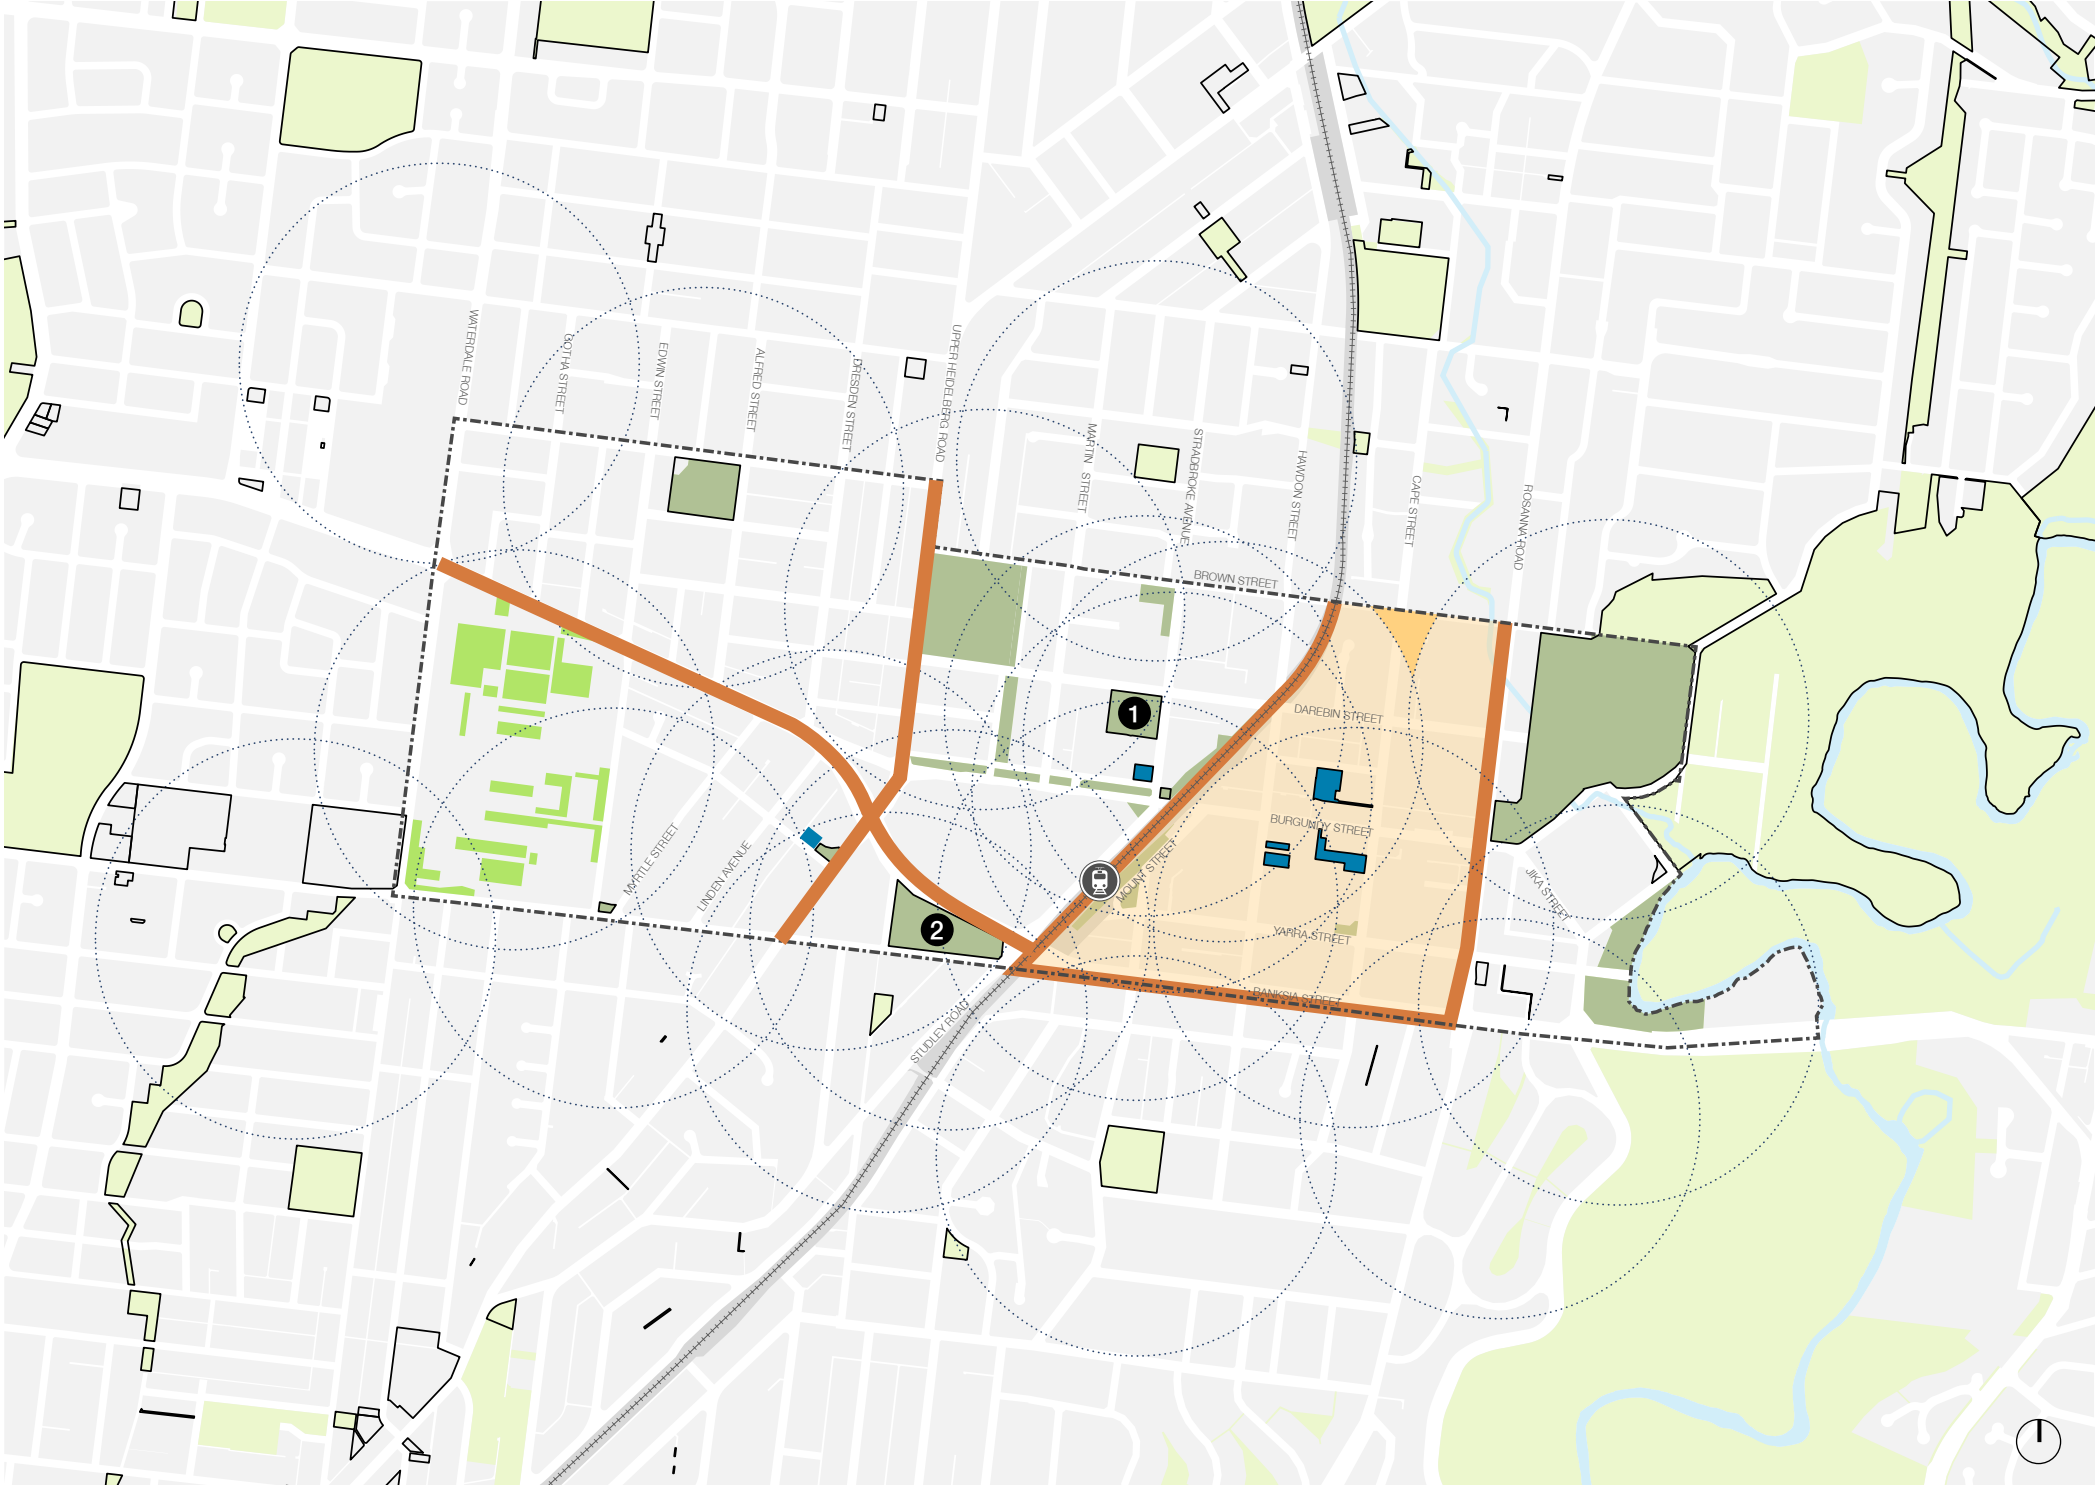 WATERDALE ROAD
GOTHA STREET
EDWIN STREET
ALFRED STREET
DRESDEN STREET
UPPER HEIDELBERG ROAD
MARTIN STREET
STRADBROKE AVENUE
HAWDON STREET
CAPE STREET
ROSANNA ROAD
BROWN STREET
1
DAREBIN STREET
BURGUNDY STREET
MYRTLE STREET
LINDEN AVENUE
MOUNT STREET
JIKA STREET
2
YARRA STREET
BANKSIA STREET
STUDLEY ROAD